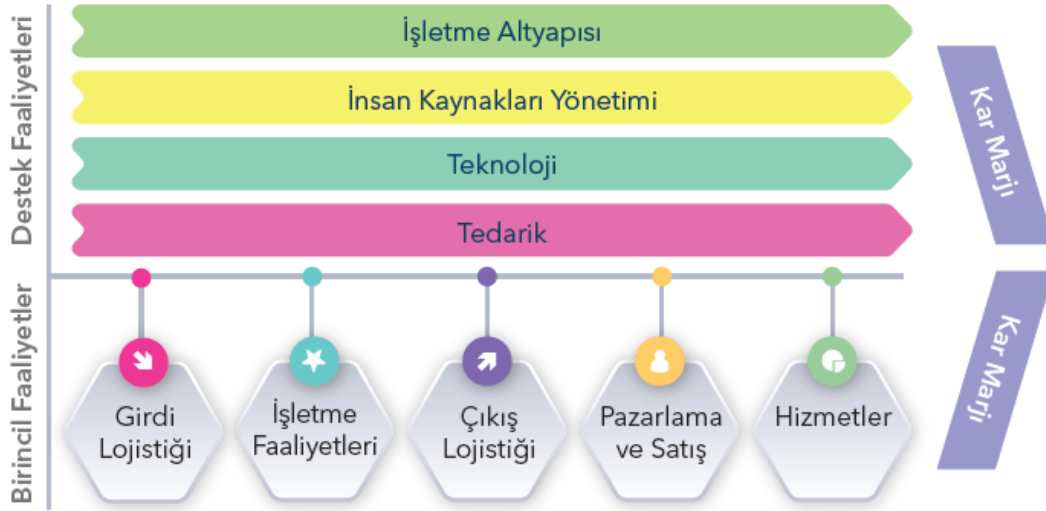 Destek Faaliyetleri
İşletme Altyapısı
İnsan Kaynakları Yönetimi
Teknoloji
Tedarik
Kar Marjı
Birincil Faaliyetler
Girdi
Lojistiği
İşletme
Faaliyetleri
Çıkış
Lojistiği
Pazarlama
ve Satış
Hizmetler
Kar Marjı